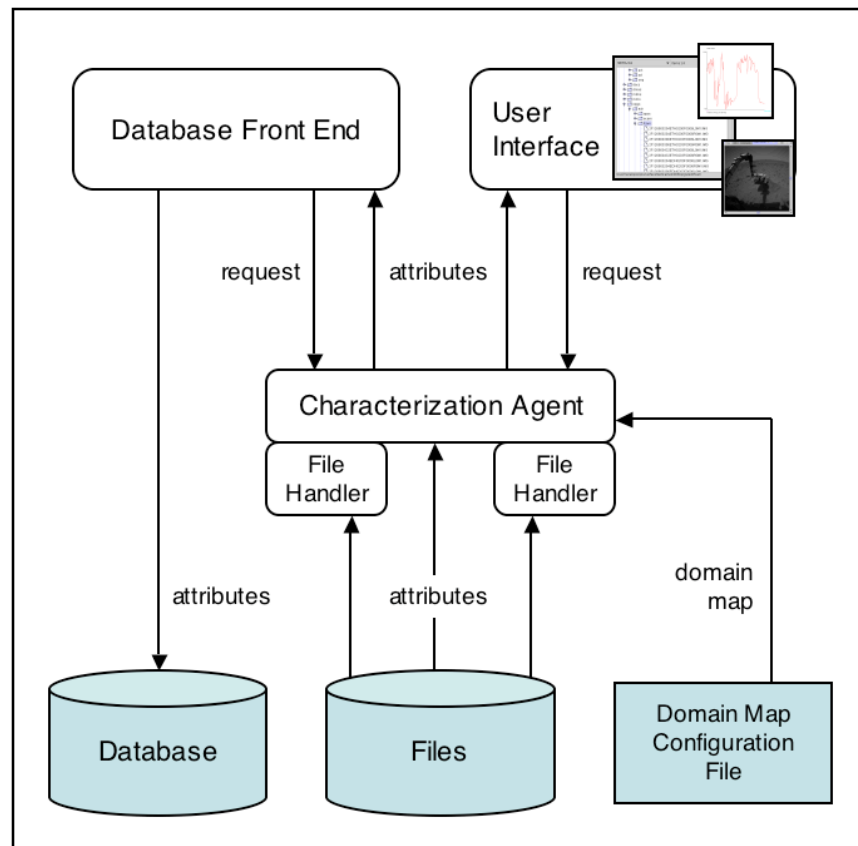 Database Front End
User
Interface
request
attributes
request
Characterization Agent
File
Handler
File
Handler
attributes
attributes
domain
map
Database
Files
Domain Map
Configuration
File